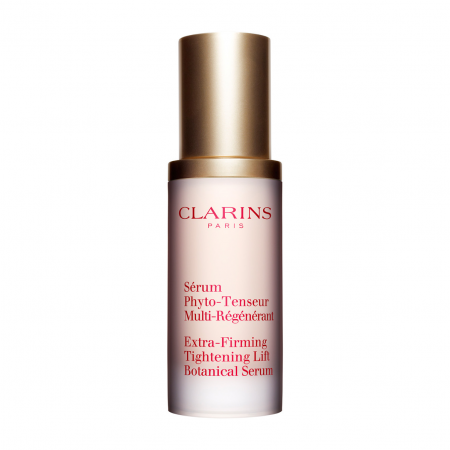 CLARINS
PARIS
Sérum
Phyto-Tenseur
Multi-Régénérant
Extra-Firming
Tightening Lift
Botanical Serum